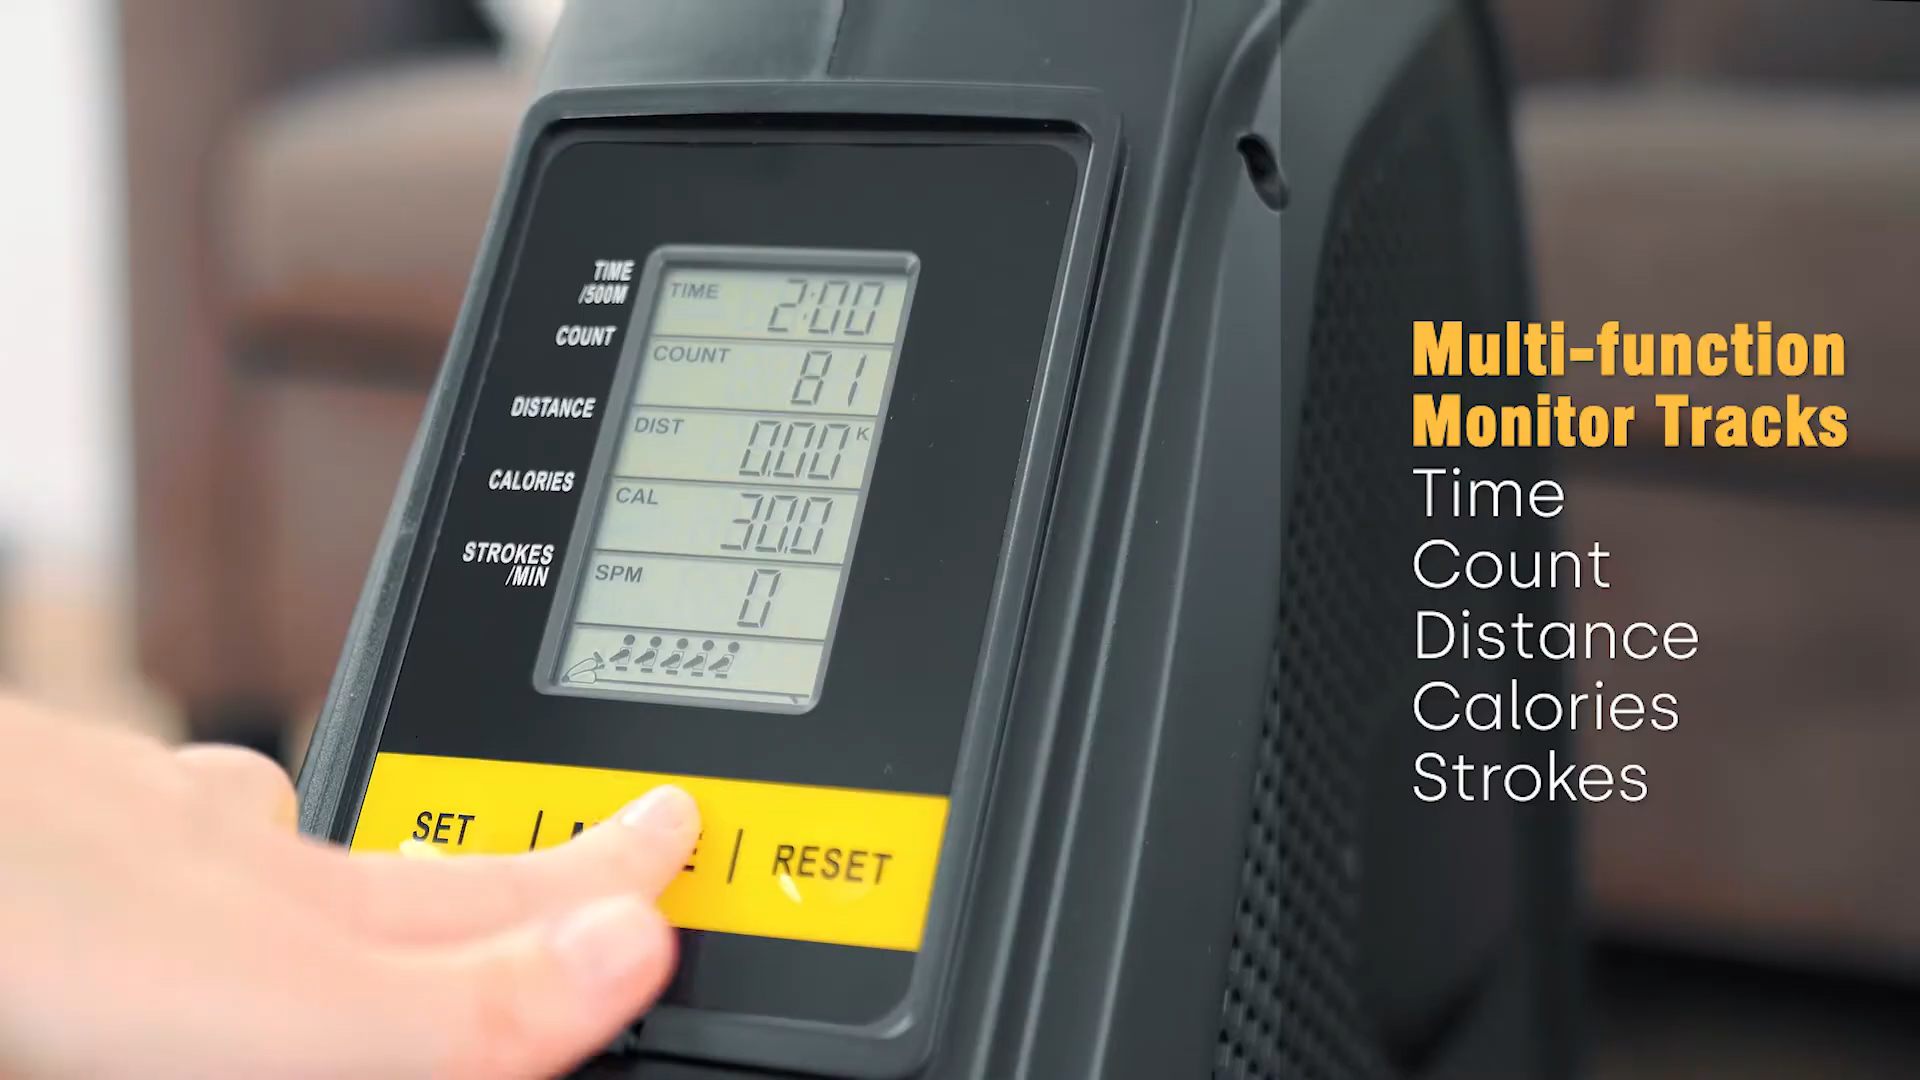 TIME
/500M
COUNT
DISTANCE
CALORIES
STROKES
/MIN
TIME 2:00
COUNT 81
DIST 0.00 K
CAL 30.0
SPM 0
SET | | RESET
Multi-function
Monitor Tracks
Time
Count
Distance
Calories
Strokes